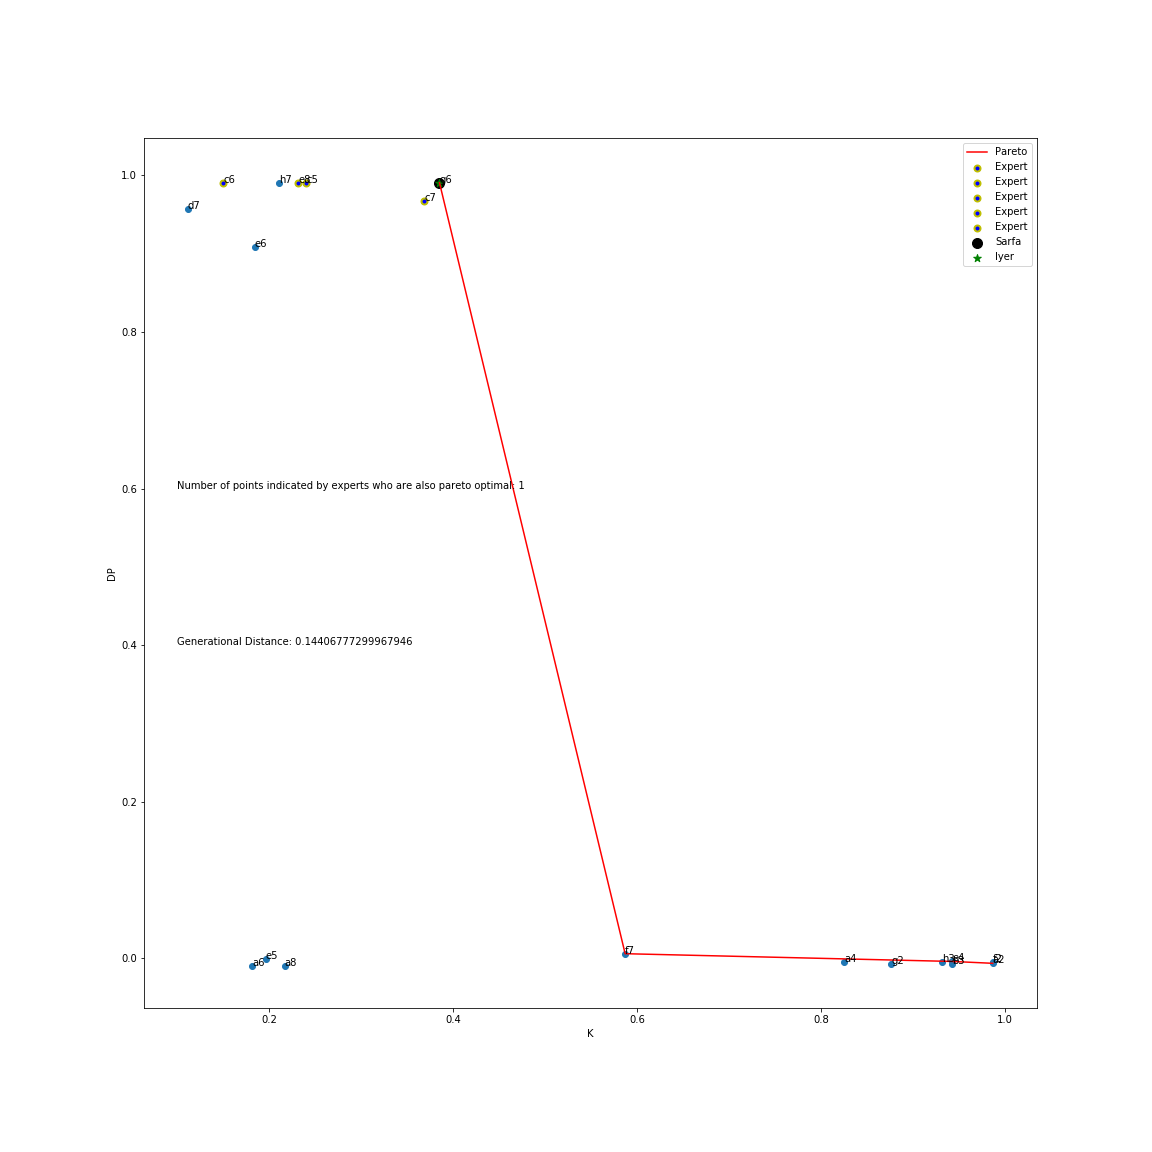 Pareto
Expert
Expert
Expert
Expert
Expert
Sarfa
Iyer
1.0
0.8
0.6
0.4
0.2
0.0
DP
c6
h7
e8
c5
g6
c7
d7
e6
Number of points indicated by experts who are also pareto optimal: 1
Generational Distance: 0.14406777299967946
f7
e5
a6
a8
a4
g2
0.2
0.4
0.6
0.8
1.0
K